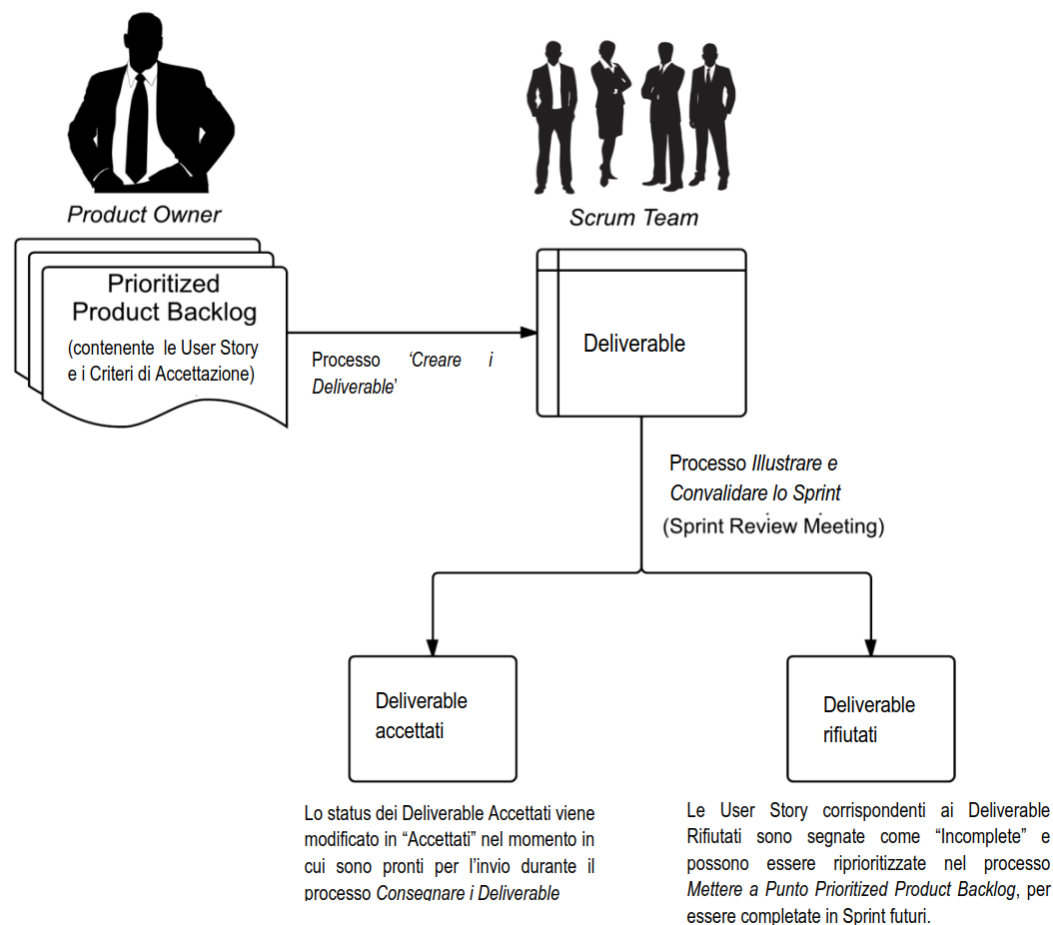 Product Owner
Scrum Team
Prioritized
Product Backlog
(contenente le User Story
e i Criteri di Accettazione)
Processo ‘Creare i
Deliverable’
Deliverable
Processo Illustrare e
Convalidare lo Sprint
(Sprint Review Meeting)
Deliverable
accettati
Deliverable
rifiutati
Lo status dei Deliverable Accettati viene
modificato in “Accettati” nel momento in
cui sono pronti per l’invio durante il
processo Consegnare i Deliverable
Le User Story corrispondenti ai Deliverable
Rifiutati sono segnate come “Incomplete” e
possono essere riprioritizzate nel processo
Mettere a Punto Prioritized Product Backlog, per
essere completate in Sprint futuri.